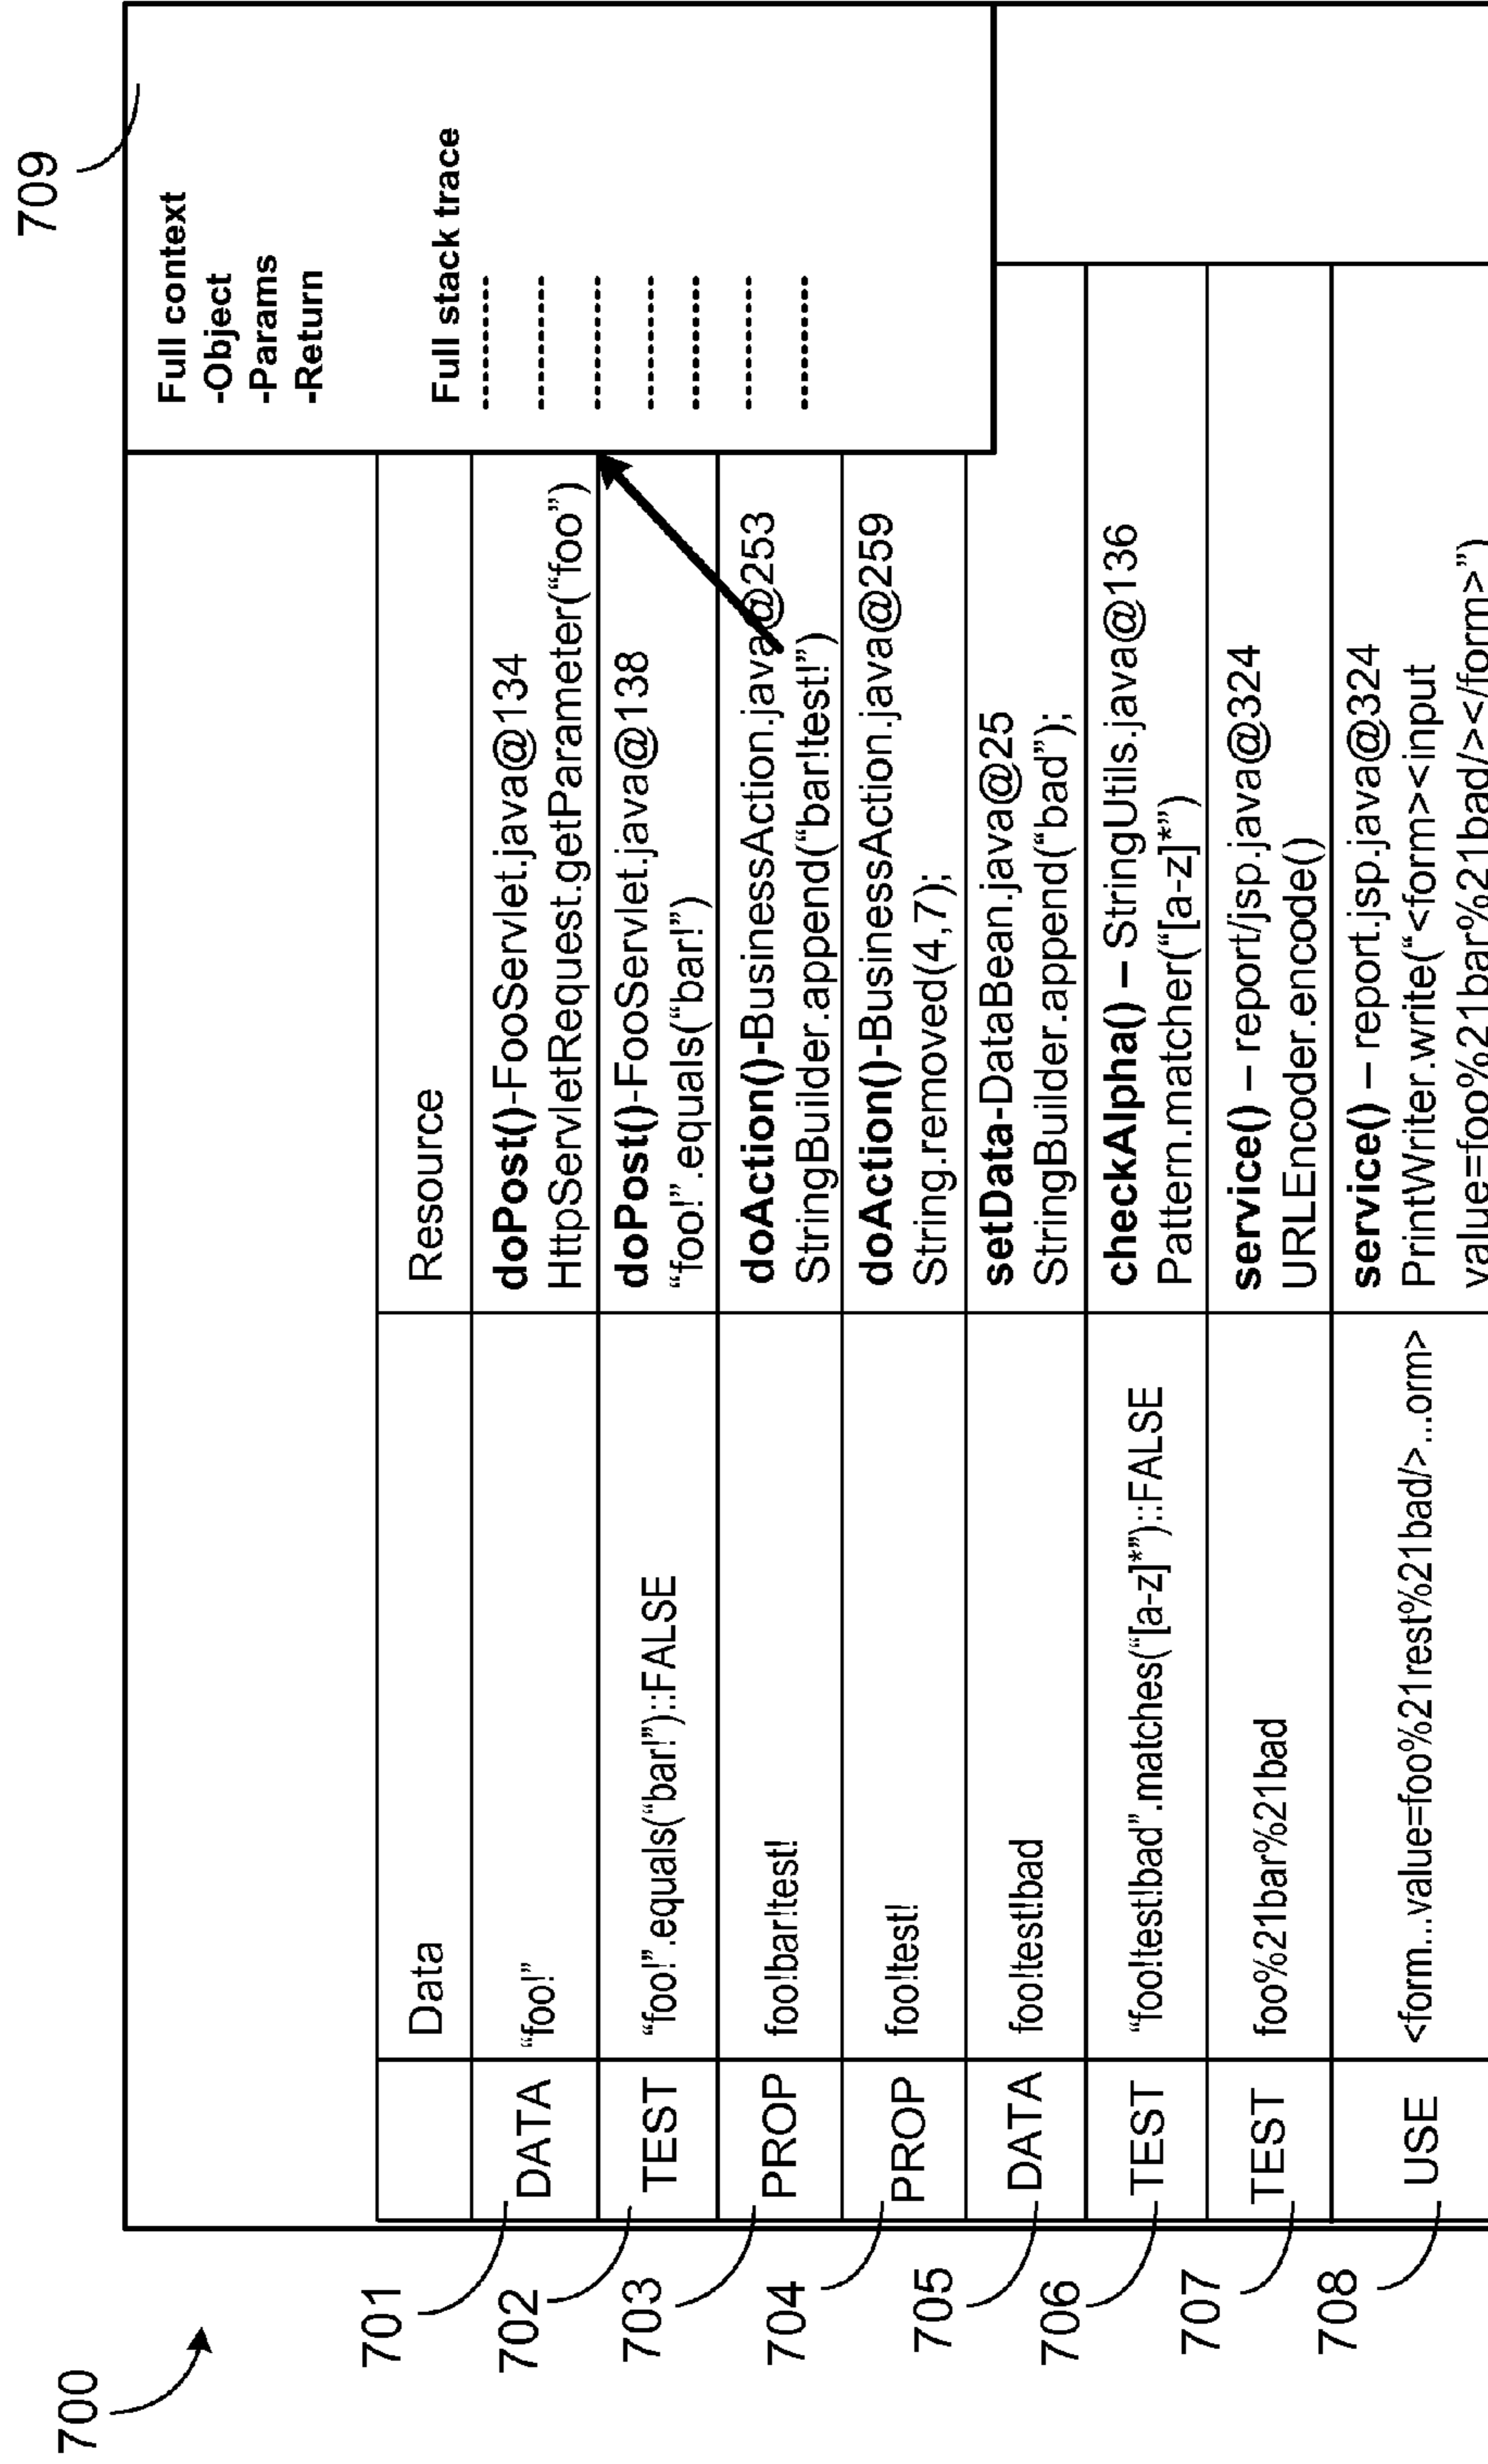 700
709
Full context
-Object
-Params
-Return
Full stack trace
Data Resource
701 DATA “foo!” doPost()-FooServlet.java@134
HttpServletRequest.getParameter(“foo”)
702 TEST “foo!”.equals(“bar!”)::FALSE doPost()-FooServlet.java@138
“foo!”.equals(“bar!”)
703 PROP foo!bar!test! doAction()-BusinessAction.java@253
StringBuilder.append(“bar!test!”)
704 PROP foo!test! doAction()-BusinessAction.java@259
String.removed(4,7);
705 DATA foo!test!bad setData-DataBean.java@25
StringBuilder.append(“bad”);
706 TEST “foo!test!bad”.matches(“[a-z]*”)::FALSE checkAlpha() – StringUtils.java@136
Pattern.matcher(“[a-z]*”)
707 TEST foo%21bar%21bad service() – report/jsp.java@324
URLEncoder.encode()
708 USE <form...value=foo%21rest%21bad/>...orm> service() – report.jsp.java@324
PrintWriter.write(“<form><input
value=foo%21bar%21bad/></form>”)